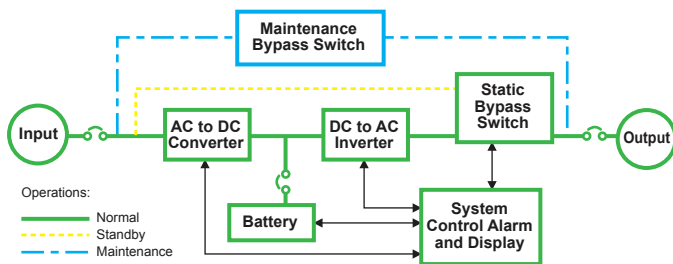 Maintenance
Bypass Switch
Static
Bypass
Switch
Input
AC to DC
Converter
DC to AC
Inverter
Output
Operations:
Normal
Standby
Maintenance
Battery
System
Control Alarm
and Display